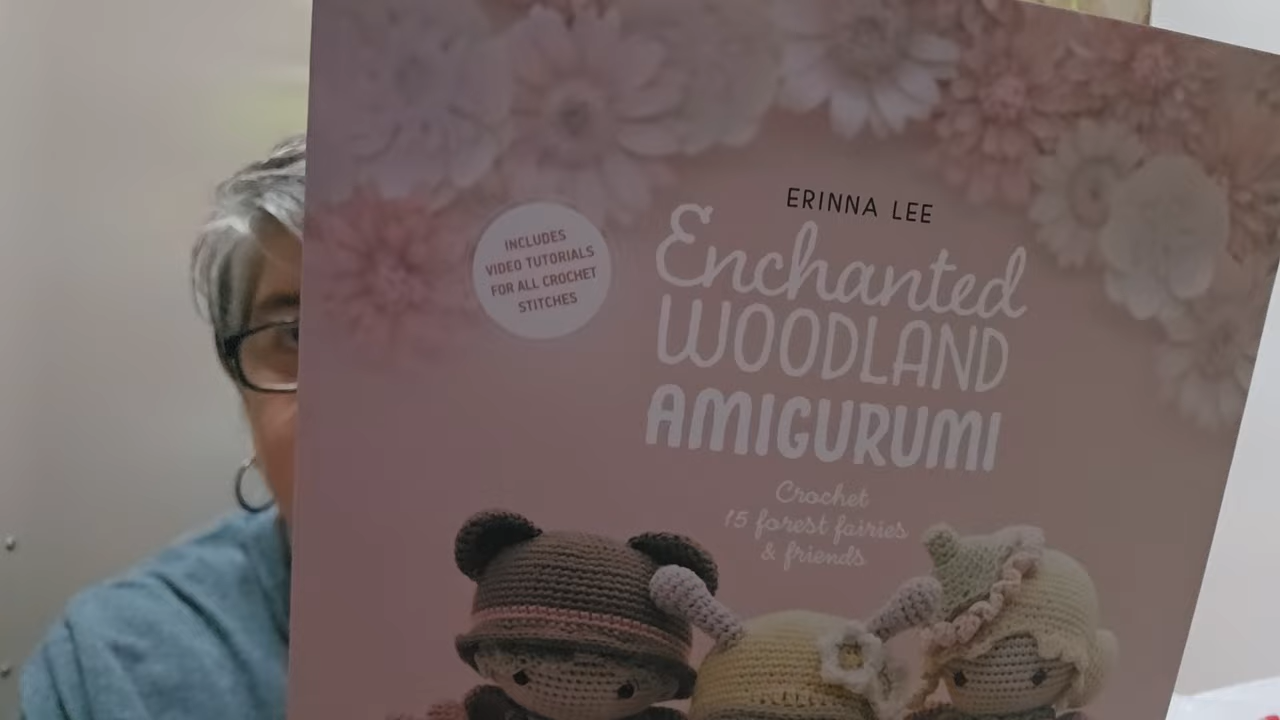 ERINNA LEE
Enchanted
WOODLAND
AMIGURUMI
INCLUDES
VIDEO TUTORIALS
FOR ALL CROCHET
STITCHES
Crochet
15 forest fairies
& friends